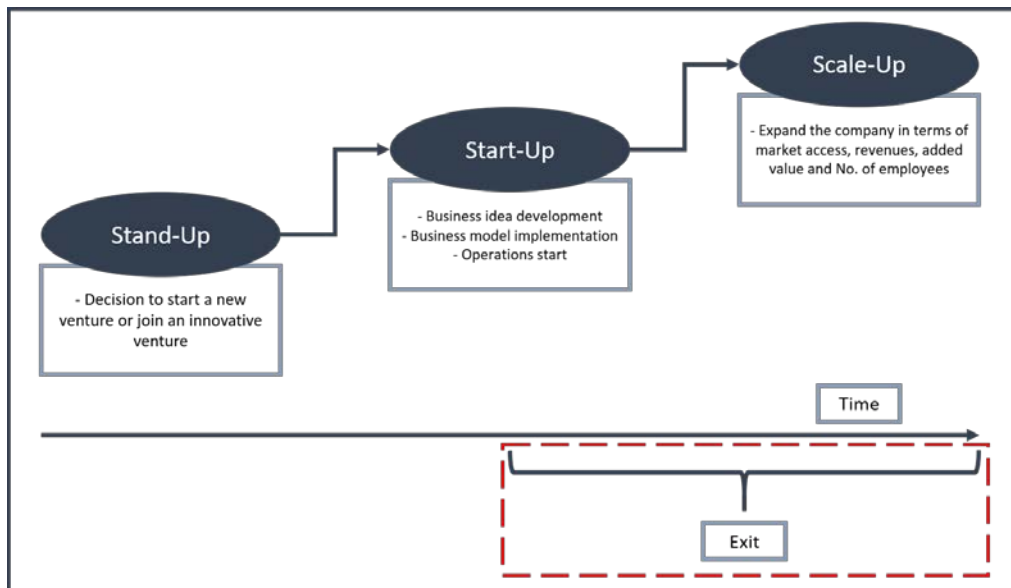 Scale-Up
- Expand the company in terms of
market access, revenues, added
value and No. of employees
Start-Up
- Business idea development
- Business model implementation
- Operations start
Stand-Up
- Decision to start a new
venture or join an innovative
venture
Time
Exit